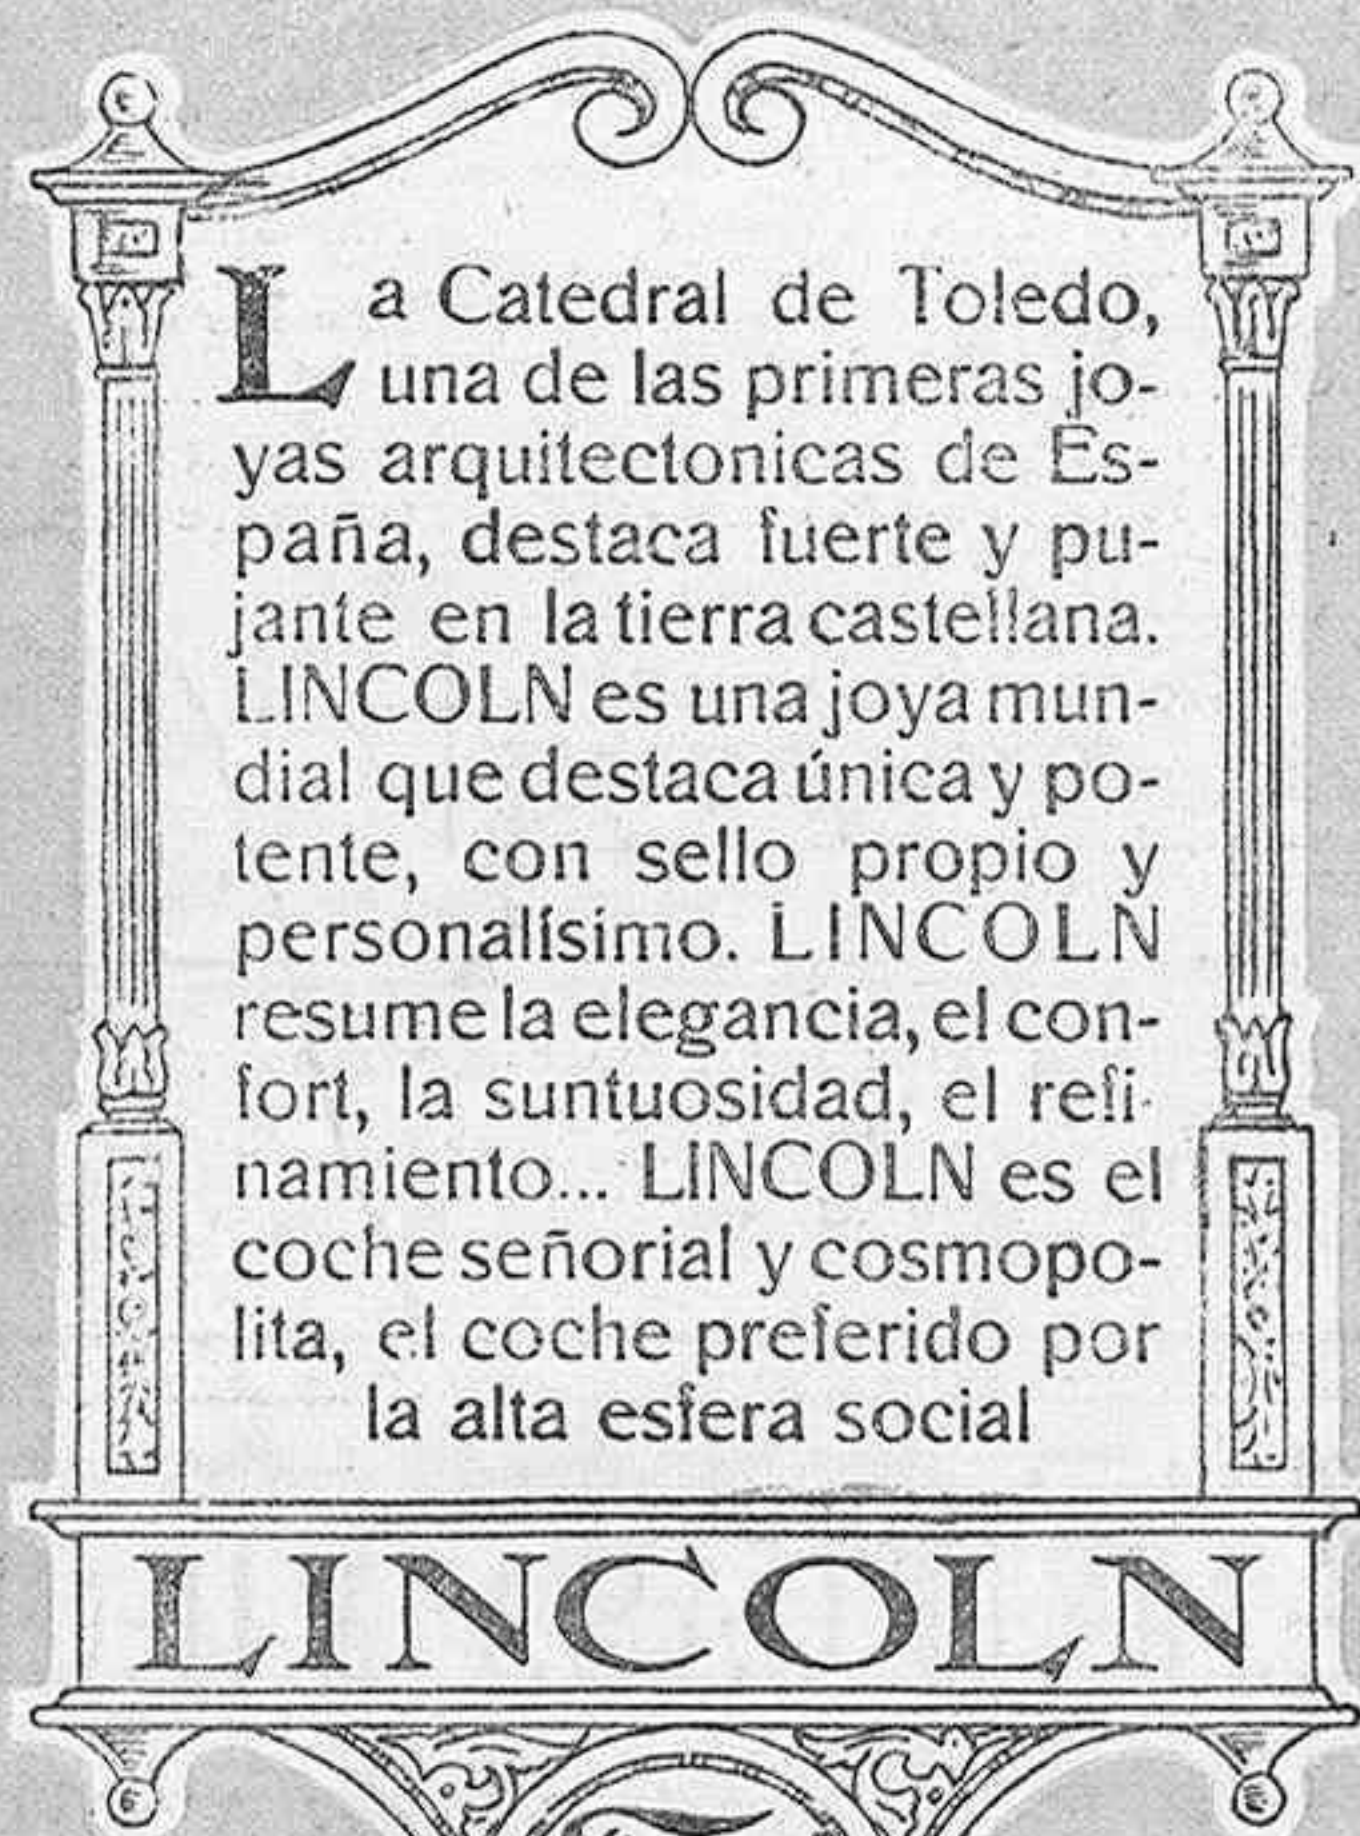 La Catedral de Toledo,
una de las primeras jo-
yas arquitectonicas de Es-
paña, destaca fuerte y pu-
jante en la tierra castellana.
LINCOLN es una joya mun-
dial que destaca única y po-
tente, con sello propio y
personalísimo. LINCOLN
resume la elegancia, el con-
fort, la suntuosidad, el refi-
namiento... LINCOLN es el
coche señorial y cosmopo-
lita, el coche preferido por
la alta esfera social
LINCOLN